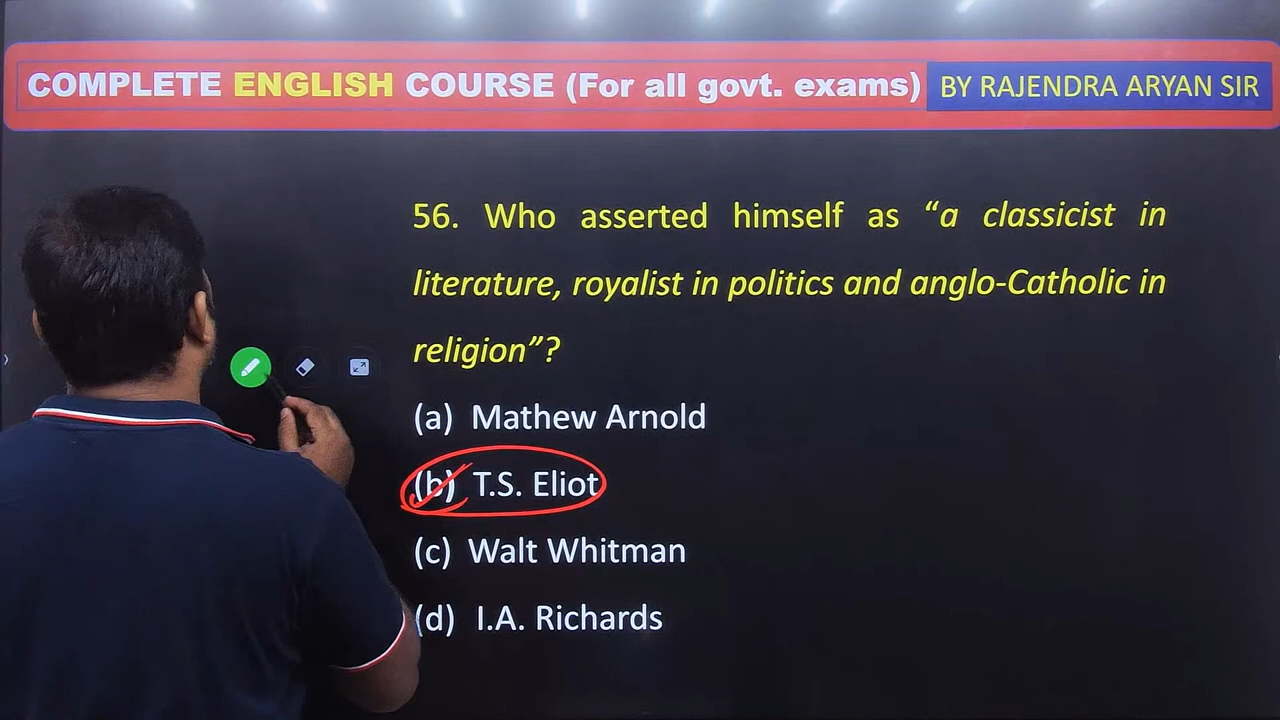 COMPLETE ENGLISH COURSE (For all govt. exams) BY RAJENDRA ARYAN SIR
56. Who asserted himself as “a classicist in
literature, royalist in politics and anglo-Catholic in
religion”?
(a) Mathew Arnold
(b) T.S. Eliot
(c) Walt Whitman
(d) I.A. Richards